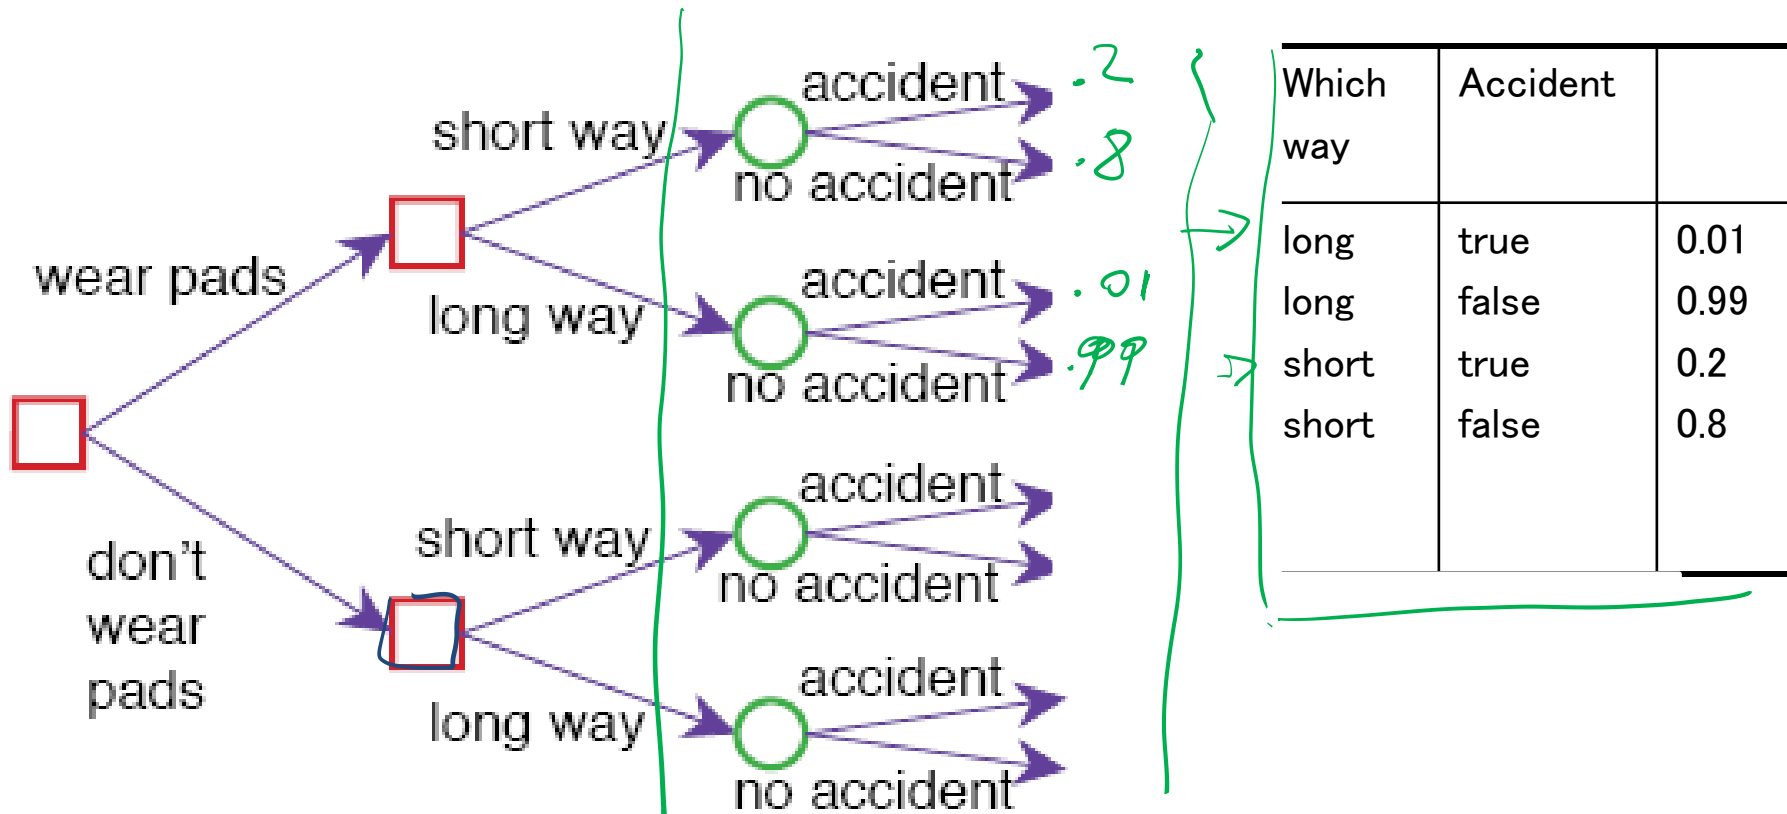 accident .2
short way
no accident .8
wear pads
accident .01
long way
no accident .99
don't
wear
pads
accident
short way
no accident
accident
long way
no accident
Which way Accident
long true 0.01
long false 0.99
short true 0.2
short false 0.8